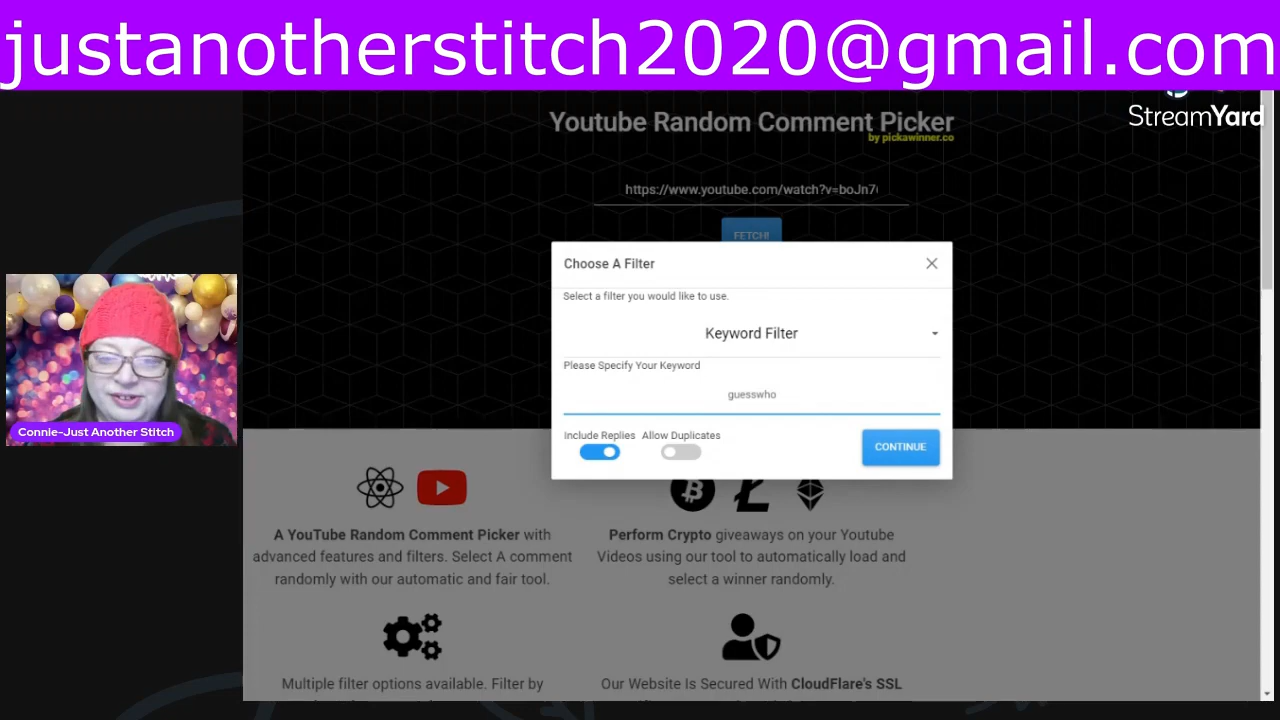 justanotherstitch2020@gmail.com
StreamYard
Youtube Random Comment Picker
by pickawinner.co
https://www.youtube.com/watch?v=boJn7
FETCH!
Choose A Filter
Select a filter you would like to use.
Keyword Filter
Please Specify Your Keyword
guesswho
Include Replies Allow Duplicates
CONTINUE
Connie-Just Another Stitch
A YouTube Random Comment Picker with
advanced features and filters. Select A comment
randomly with our automatic and fair tool.
Perform Crypto giveaways on your Youtube
Videos using our tool to automatically load and
select a winner randomly.
Multiple filter options available. Filter by
Our Website Is Secured With CloudFlare's SSL